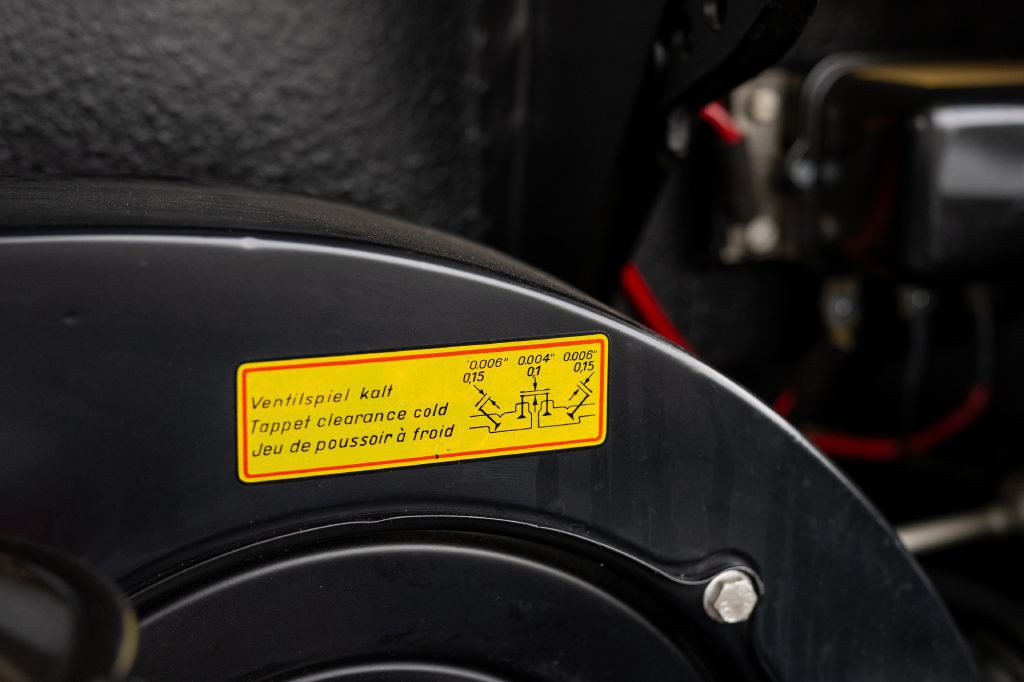 Ventilspiel kalt
Tappet clearance cold
Jeu de poussoir à froid
0.006" 0.004" 0.006"
0,15 0,1 0,15